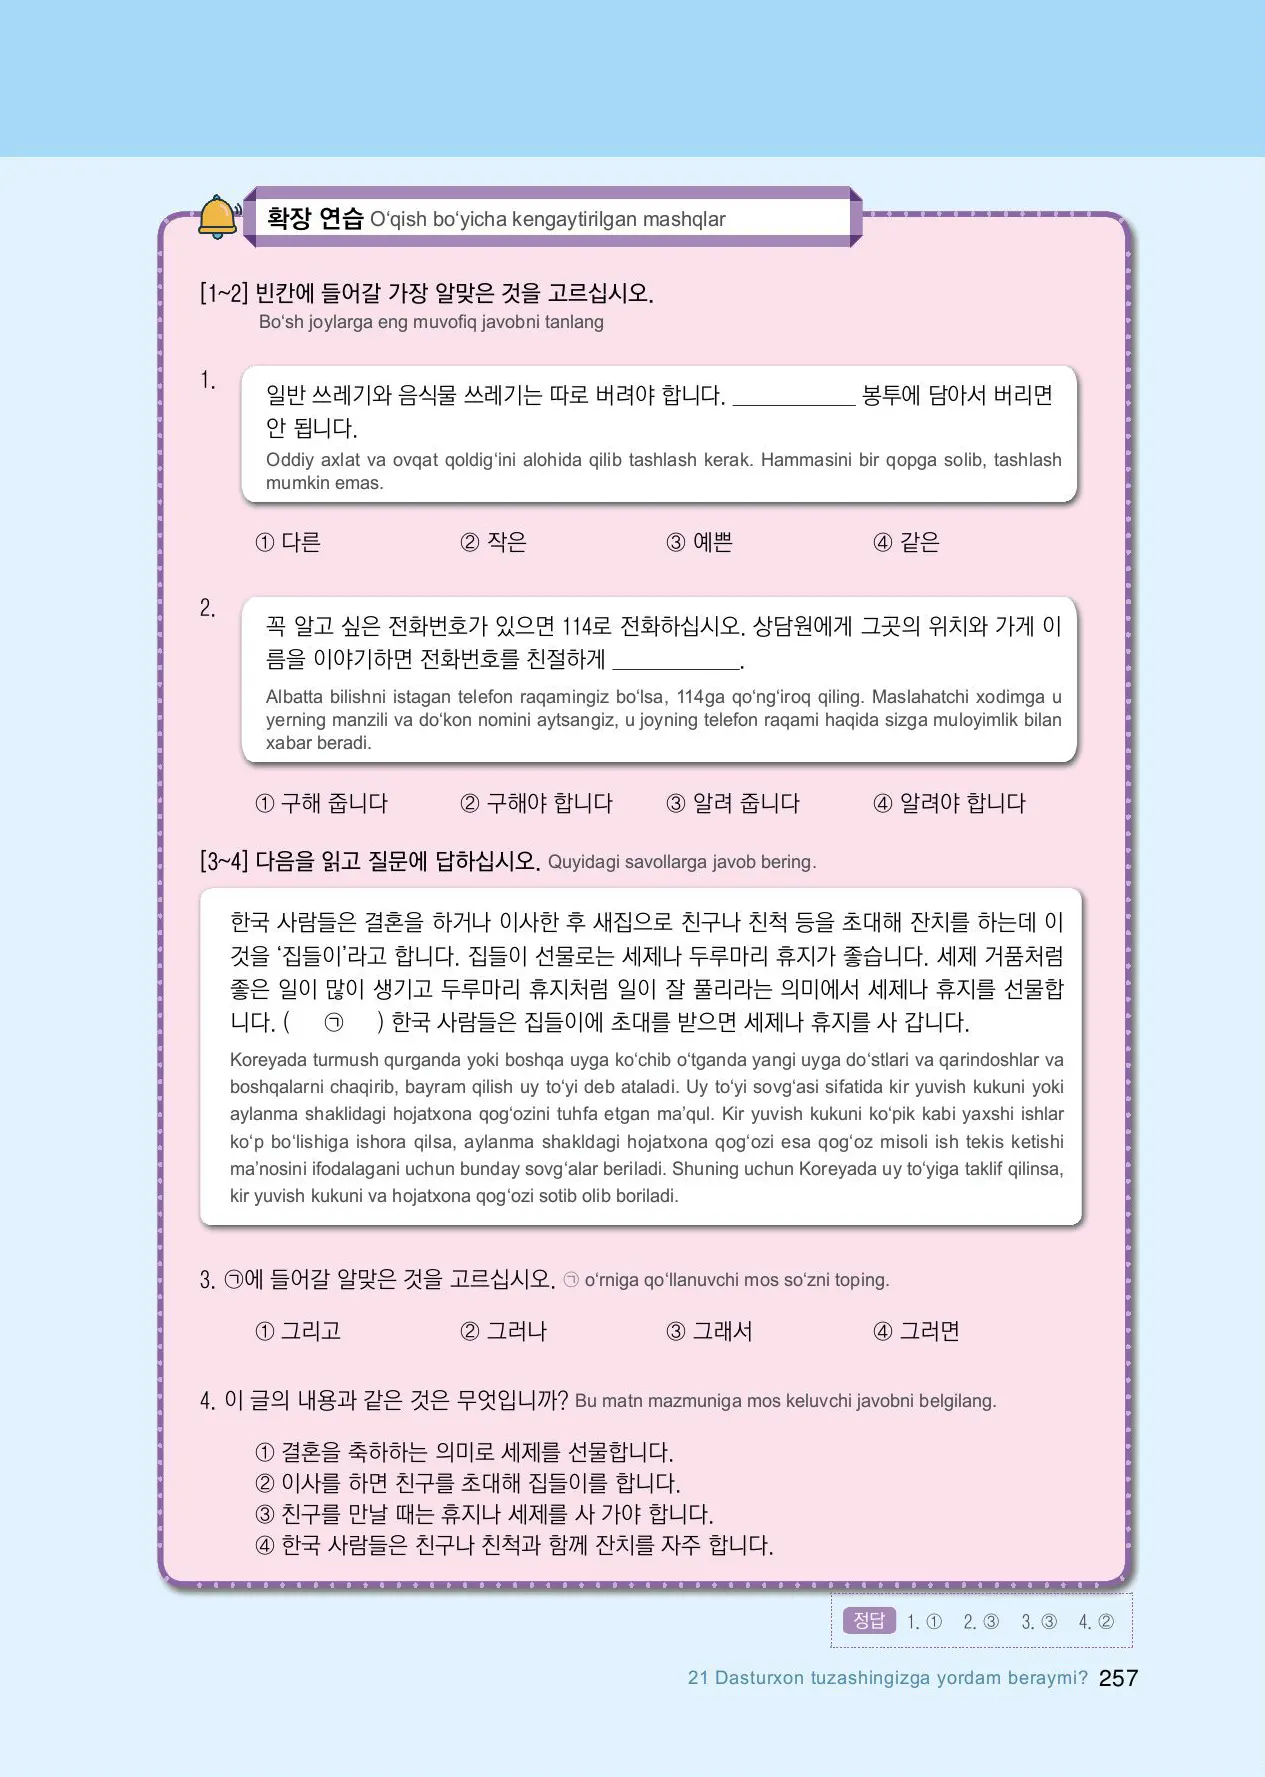 확장 연습 O‘qish bo‘yicha kengaytirilgan mashqlar
[1~2] 빈칸에 들어갈 가장 알맞은 것을 고르십시오.
Bo‘sh joylarga eng muvofiq javobni tanlang
1.
일반 쓰레기와 음식물 쓰레기는 따로 버려야 합니다. ___________ 봉투에 담아서 버리면
안 됩니다.
Oddiy axlat va ovqat qoldig‘ini alohida qilib tashlash kerak. Hammasini bir qopga solib, tashlash
mumkin emas.
① 다른 ② 작은 ③ 예쁜 ④ 같은
2.
꼭 알고 싶은 전화번호가 있으면 114로 전화하십시오. 상담원에게 그곳의 위치와 가게 이
름을 이야기하면 전화번호를 친절하게 ___________.
Albatta bilishni istagan telefon raqamingiz bo‘lsa, 114ga qo‘ng‘iroq qiling. Maslahatchi xodimga u
yerning manzili va do‘kon nomini aytsangiz, u joyning telefon raqami haqida sizga muloyimlik bilan
xabar beradi.
① 구해 줍니다 ② 구해야 합니다 ③ 알려 줍니다 ④ 알려야 합니다
[3~4] 다음을 읽고 질문에 답하십시오. Quyidagi savollarga javob bering.
한국 사람들은 결혼을 하거나 이사한 후 새집으로 친구나 친척 등을 초대해 잔치를 하는데 이
것을 ‘집들이’라고 합니다. 집들이 선물로는 세제나 두루마리 휴지가 좋습니다. 세제 거품처럼
좋은 일이 많이 생기고 두루마리 휴지처럼 일이 잘 풀리라는 의미에서 세제나 휴지를 선물합
니다. ( ㉠ ) 한국 사람들은 집들이에 초대를 받으면 세제나 휴지를 사 갑니다.
Koreyada turmush qurganda yoki boshqa uyga ko‘chib o‘tganda yangi uyga do‘stlari va qarindoshlar va
boshqalarni chaqirib, bayram qilish uy to‘yi deb ataladi. Uy to‘yi sovg‘asi sifatida kir yuvish kukuni yoki
aylanma shaklidagi hojatxona qog‘ozini tuhfa etgan ma’qul. Kir yuvish kukuni ko‘pik kabi yaxshi ishlar
ko‘p bo‘lishiga ishora qilsa, aylanma shakldagi hojatxona qog‘ozi esa qog‘oz misoli ish tekis ketishi
ma’nosini ifodalagani uchun bunday sovg‘alar beriladi. Shuning uchun Koreyada uy to‘yiga taklif qilinsa,
kir yuvish kukuni va hojatxona qog‘ozi sotib olib boriladi.
3. ㉠에 들어갈 알맞은 것을 고르십시오. ㉠ o‘rniga qo‘llanuvchi mos so‘zni toping.
① 그리고 ② 그러나 ③ 그래서 ④ 그러면
4. 이 글의 내용과 같은 것은 무엇입니까? Bu matn mazmuniga mos keluvchi javobni belgilang.
① 결혼을 축하하는 의미로 세제를 선물합니다.
② 이사를 하면 친구를 초대해 집들이를 합니다.
③ 친구를 만날 때는 휴지나 세제를 사 가야 합니다.
④ 한국 사람들은 친구나 친척과 함께 잔치를 자주 합니다.
정답 1. ① 2. ③ 3. ③ 4. ②
21 Dasturxon tuzashingizga yordam beraymi? 257